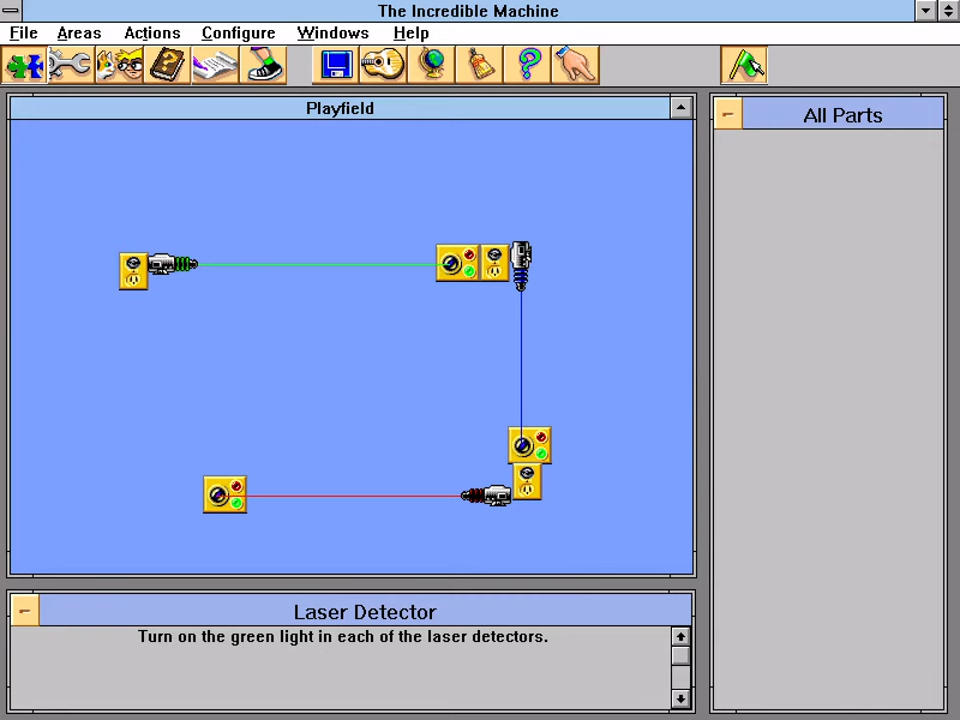 The Incredible Machine
File Areas Actions Configure Windows Help
Playfield
All Parts
Laser Detector
Turn on the green light in each of the laser detectors.